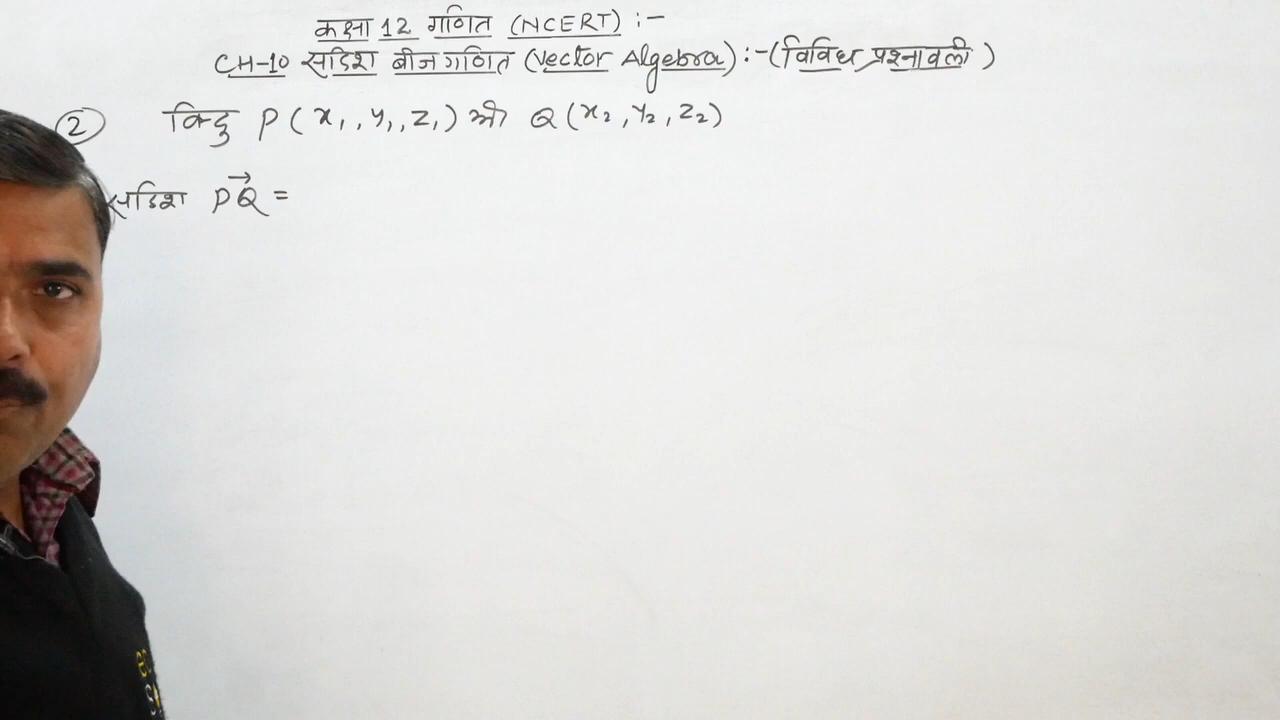 कक्षा 12 गणित (NCERT) :-
CH-10 सदिश बीजगणित (Vector Algebra) :- (विविध प्रश्नावली)
② बिन्दु P(x₁, y₁, z₁) ओ Q(x₂, y₂, z₂)
सदिश PQ⃗ =